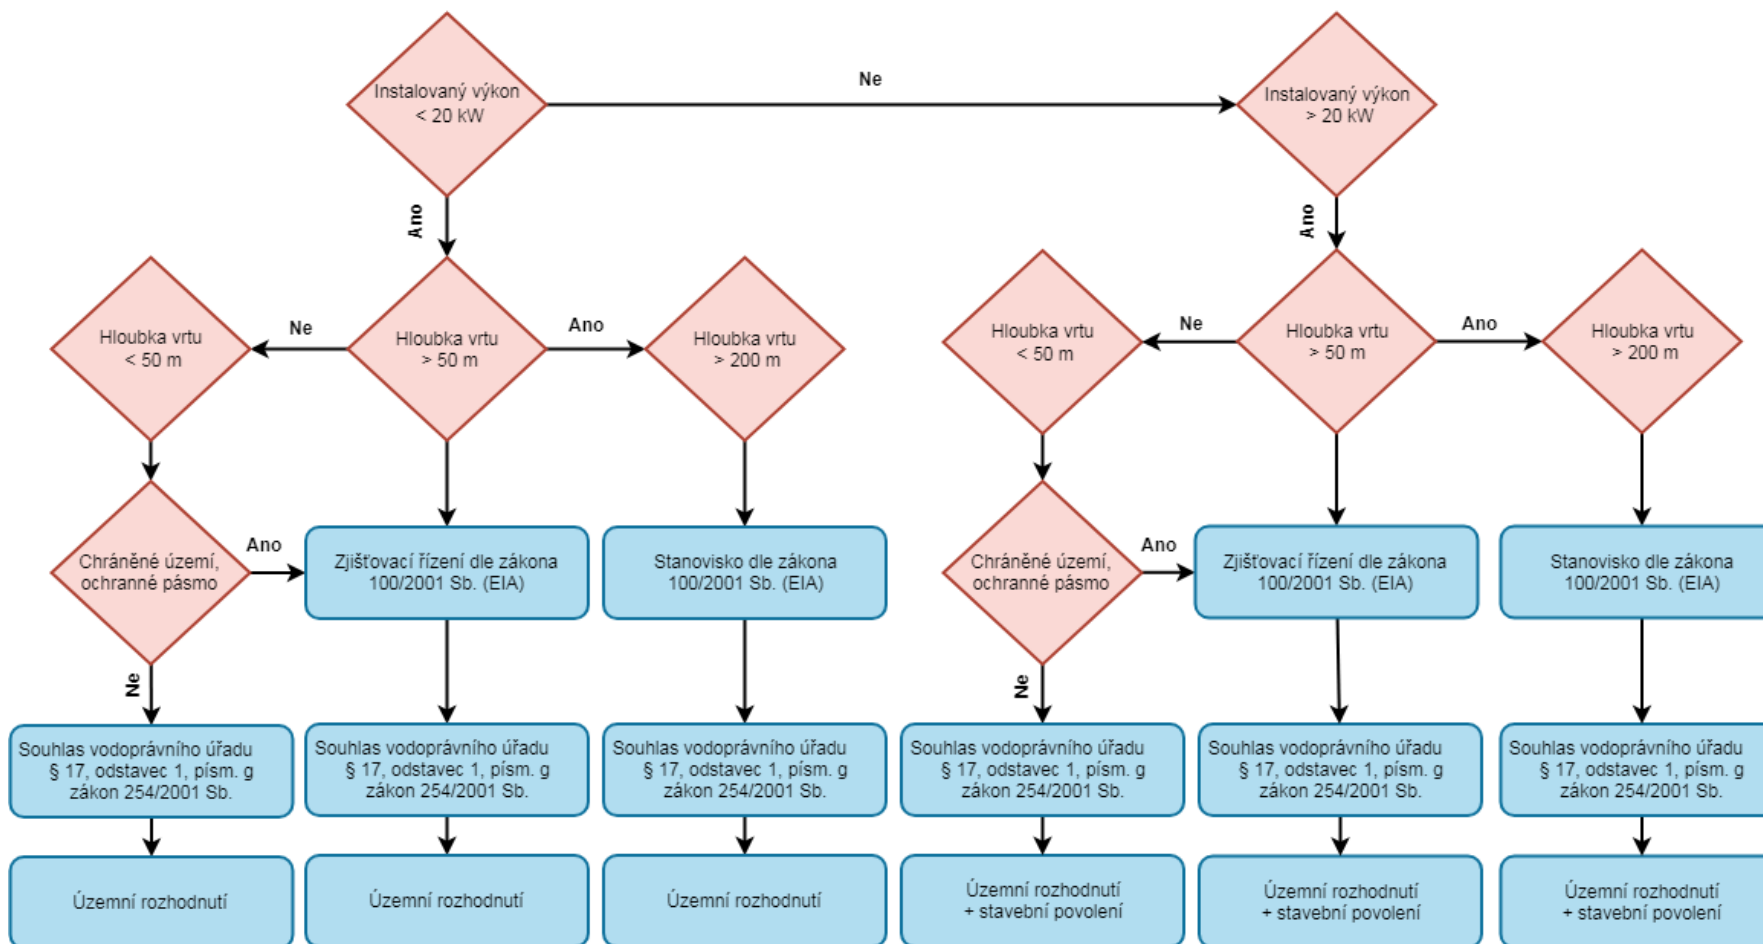 Instalovaný výkon
< 20 kW
Ne
Instalovaný výkon
> 20 kW
Ano
Ano
Hloubka vrtu
< 50 m
Ne
Hloubka vrtu
> 50 m
Ano
Hloubka vrtu
> 200 m
Hloubka vrtu
< 50 m
Ne
Hloubka vrtu
> 50 m
Ano
Hloubka vrtu
> 200 m
Chráněné území,
ochranné pásmo
Ano
Zjišťovací řízení dle zákona
100/2001 Sb. (EIA)
Stanovisko dle zákona
100/2001 Sb. (EIA)
Chráněné území,
ochranné pásmo
Ano
Zjišťovací řízení dle zákona
100/2001 Sb. (EIA)
Stanovisko dle zákona
100/2001 Sb. (EIA)
Ne
Ne
Souhlas vodoprávního úřadu
§ 17, odstavec 1, písm. g
zákon 254/2001 Sb.
Souhlas vodoprávního úřadu
§ 17, odstavec 1, písm. g
zákon 254/2001 Sb.
Souhlas vodoprávního úřadu
§ 17, odstavec 1, písm. g
zákon 254/2001 Sb.
Souhlas vodoprávního úřadu
§ 17, odstavec 1, písm. g
zákon 254/2001 Sb.
Souhlas vodoprávního úřadu
§ 17, odstavec 1, písm. g
zákon 254/2001 Sb.
Souhlas vodoprávního úřadu
§ 17, odstavec 1, písm. g
zákon 254/2001 Sb.
Územní rozhodnutí
Územní rozhodnutí
Územní rozhodnutí
Územní rozhodnutí
+ stavební povolení
Územní rozhodnutí
+ stavební povolení
Územní rozhodnutí
+ stavební povolení